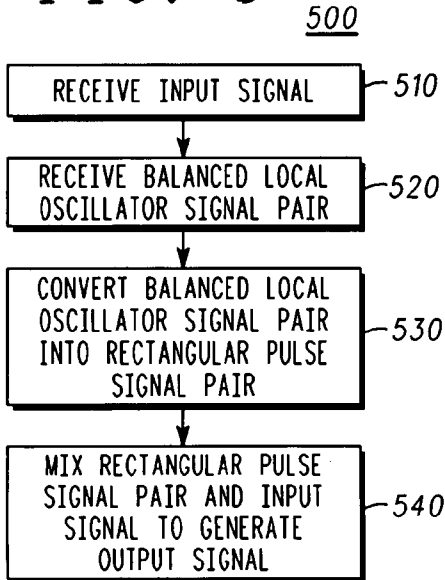 500
RECEIVE INPUT SIGNAL
510
RECEIVE BALANCED LOCAL
OSCILLATOR SIGNAL PAIR
520
CONVERT BALANCED LOCAL
OSCILLATOR SIGNAL PAIR
INTO RECTANGULAR PULSE
SIGNAL PAIR
530
MIX RECTANGULAR PULSE
SIGNAL PAIR AND INPUT
SIGNAL TO GENERATE
OUTPUT SIGNAL
540